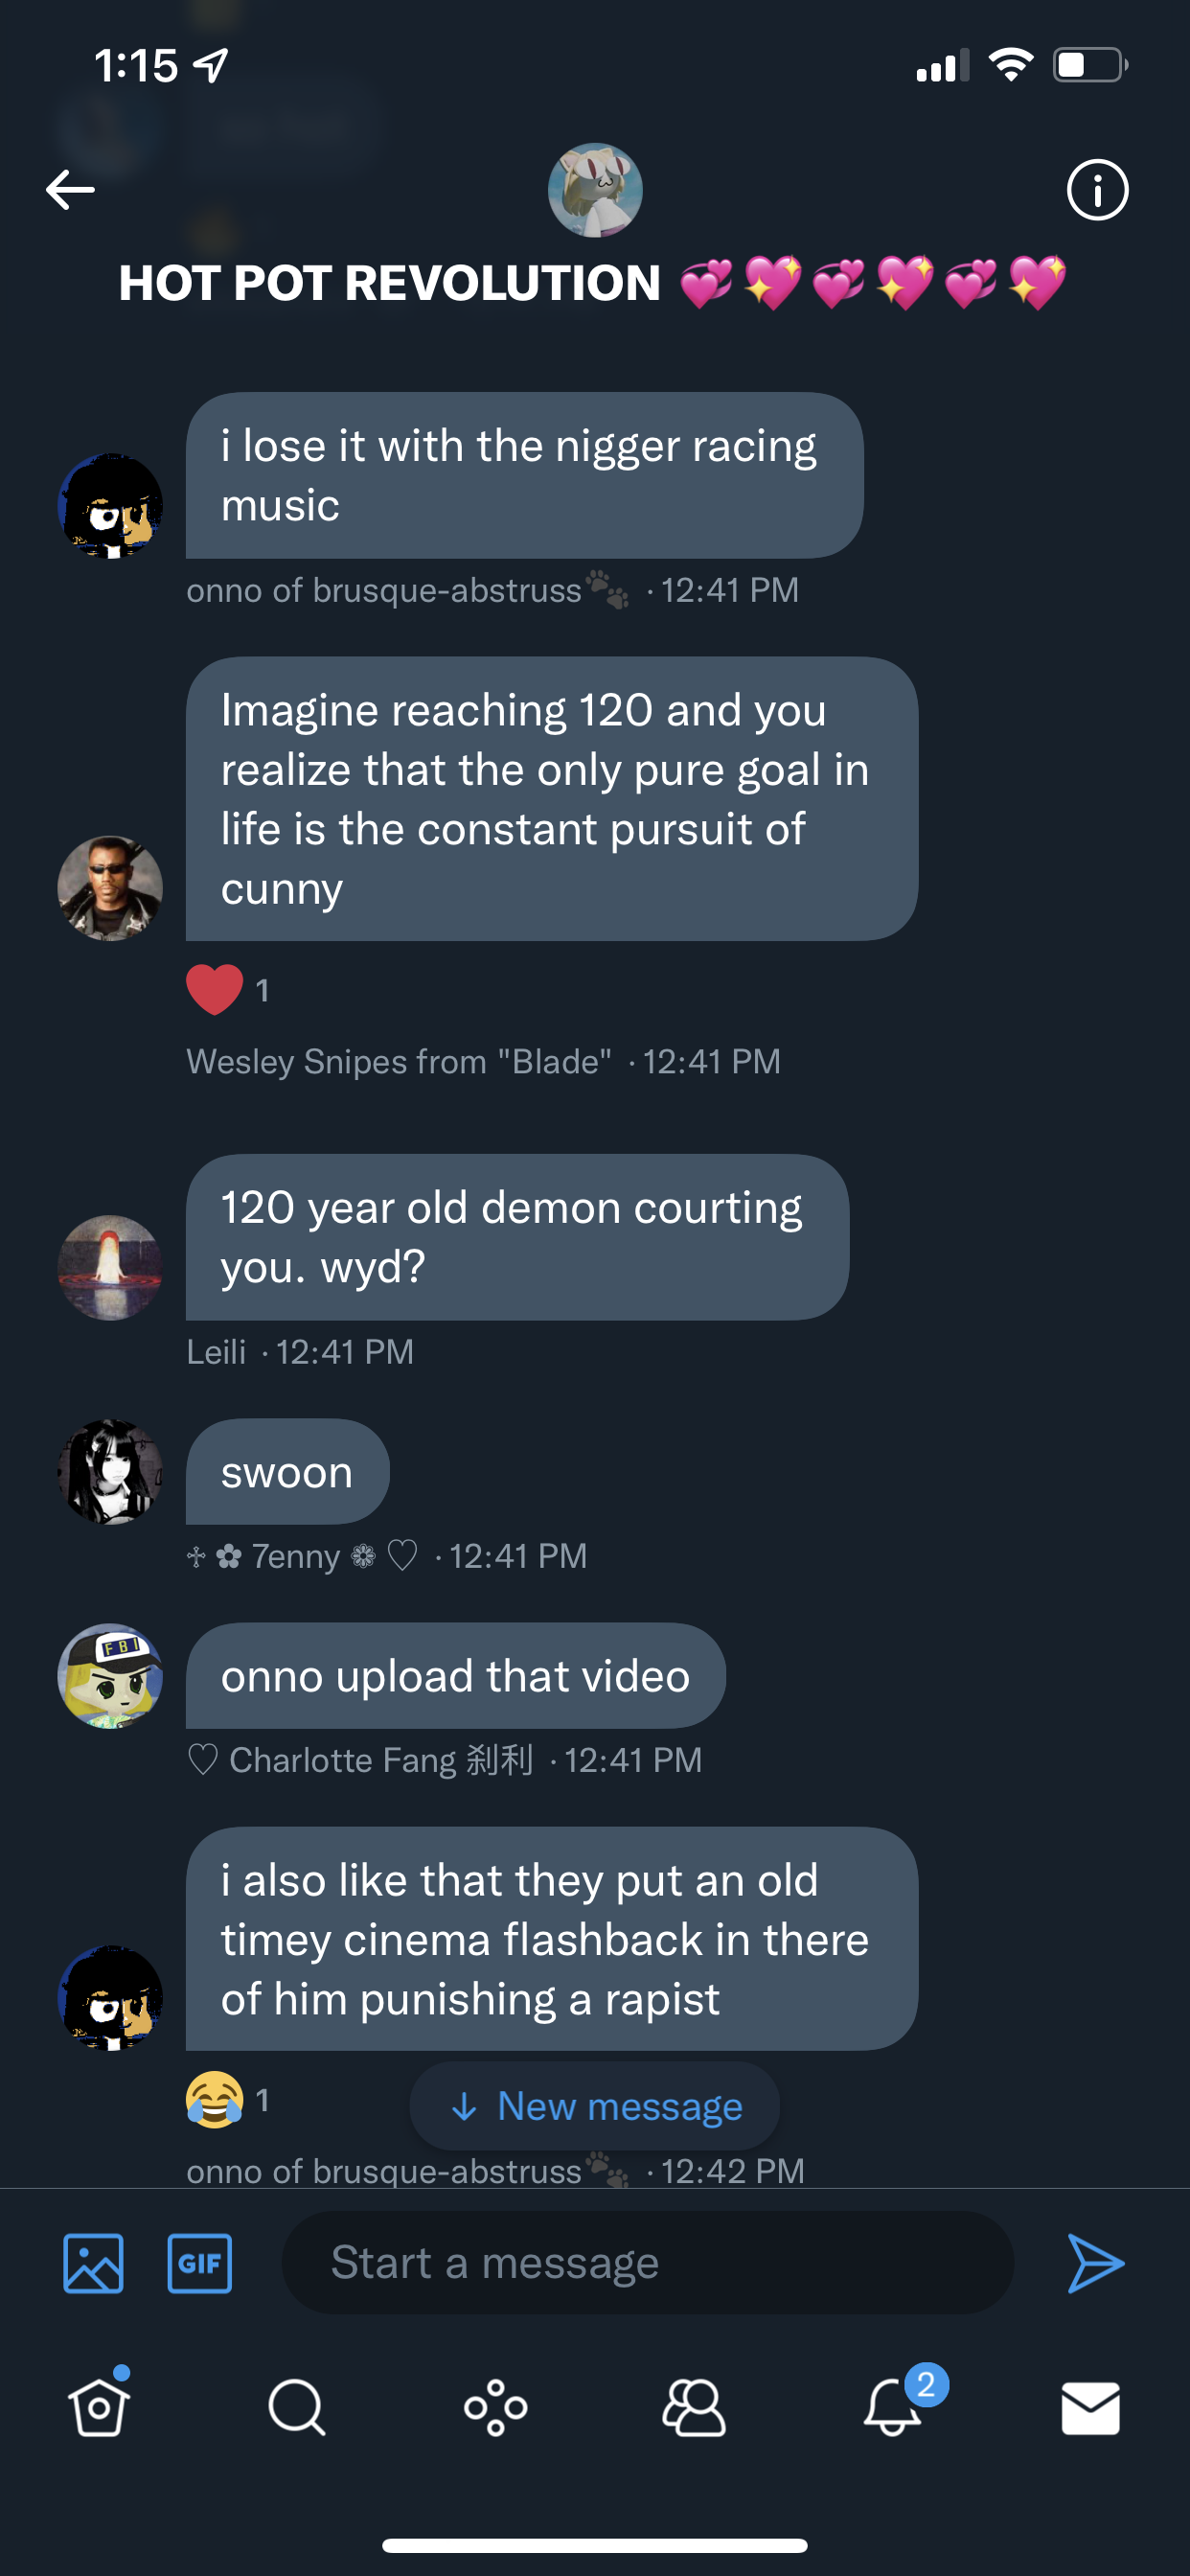 1:15
HOT POT REVOLUTION 💞💖💞💖💞💖
i lose it with the nigger racing
music
onno of brusque-abstruss🐾 · 12:41 PM
Imagine reaching 120 and you
realize that the only pure goal in
life is the constant pursuit of
cunny
❤️ 1
Wesley Snipes from "Blade" · 12:41 PM
120 year old demon courting
you. wyd?
Leili · 12:41 PM
swoon
♱ ✿ 7enny ❁ ♡ · 12:41 PM
FBI
onno upload that video
♡ Charlotte Fang 刹利 · 12:41 PM
i also like that they put an old
timey cinema flashback in there
of him punishing a rapist
😂 1
↓ New message
onno of brusque-abstruss🐾 · 12:42 PM
GIF
Start a message
2